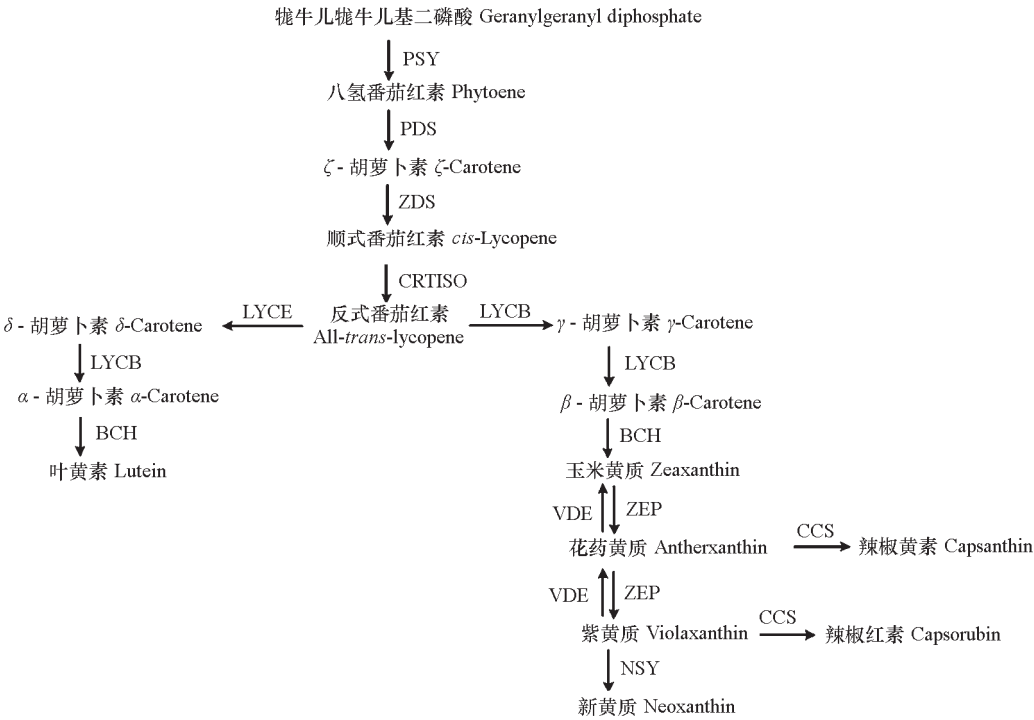 牻牛儿牻牛儿基二磷酸 Geranylgeranyl diphosphate
PSY
八氢番茄红素 Phytoene
PDS
ζ - 胡萝卜素 ζ-Carotene
ZDS
顺式番茄红素 cis-Lycopene
CRTISO
反式番茄红素
All-trans-lycopene
LYCE
LYCB
δ - 胡萝卜素 δ-Carotene
γ - 胡萝卜素 γ-Carotene
LYCB
LYCB
α - 胡萝卜素 α-Carotene
β - 胡萝卜素 β-Carotene
BCH
BCH
叶黄素 Lutein
玉米黄质 Zeaxanthin
VDE
ZEP
花药黄质 Antherxanthin
CCS
辣椒黄素 Capsanthin
VDE
ZEP
紫黄质 Violaxanthin
CCS
辣椒红素 Capsorubin
NSY
新黄质 Neoxanthin